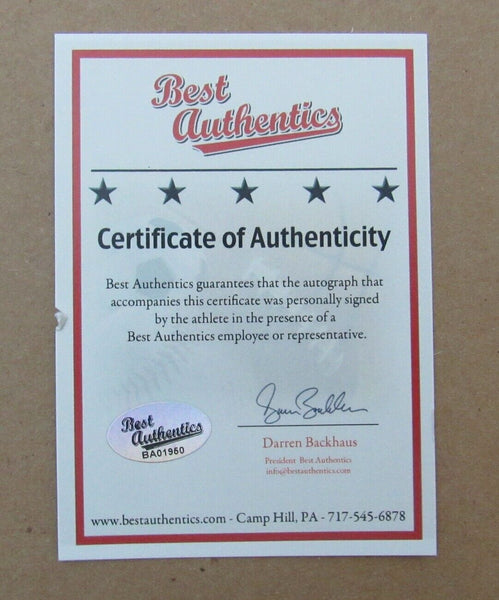 Best
Authentics
Certificate of Authenticity
Best Authentics guarantees that the autograph that
accompanies this certificate was personally signed
by the athlete in the presence of a
Best Authentics employee or representative.
Best
Authentics
BA01960
Darren Backhaus
President Best Authentics
info@bestauthentics.com
www.bestauthentics.com - Camp Hill, PA - 717-545-6878